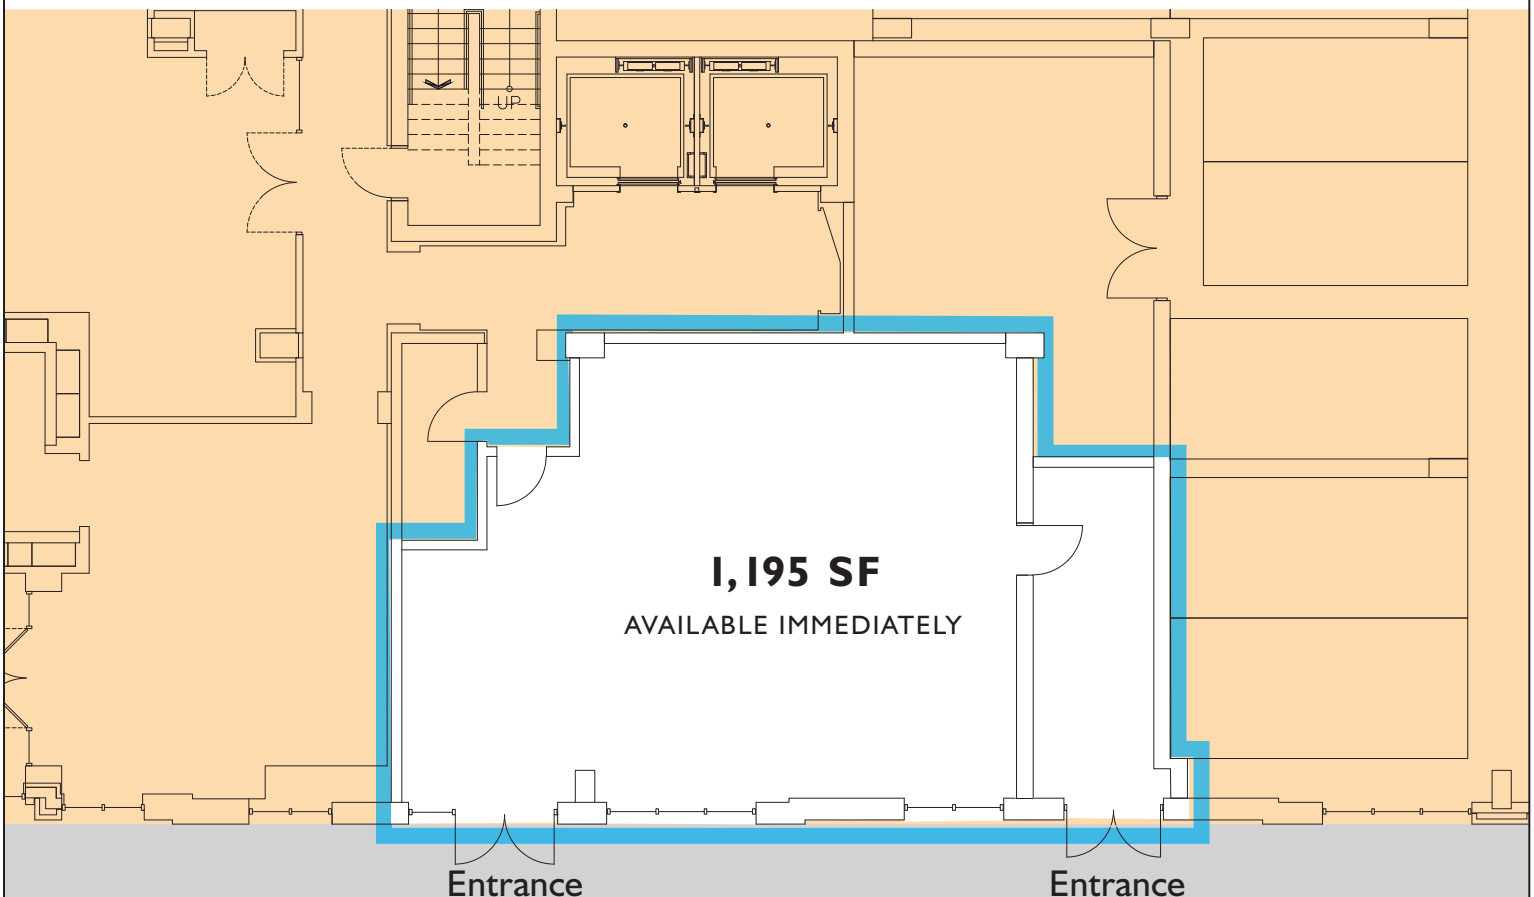 UP
1,195 SF
AVAILABLE IMMEDIATELY
Entrance
Entrance